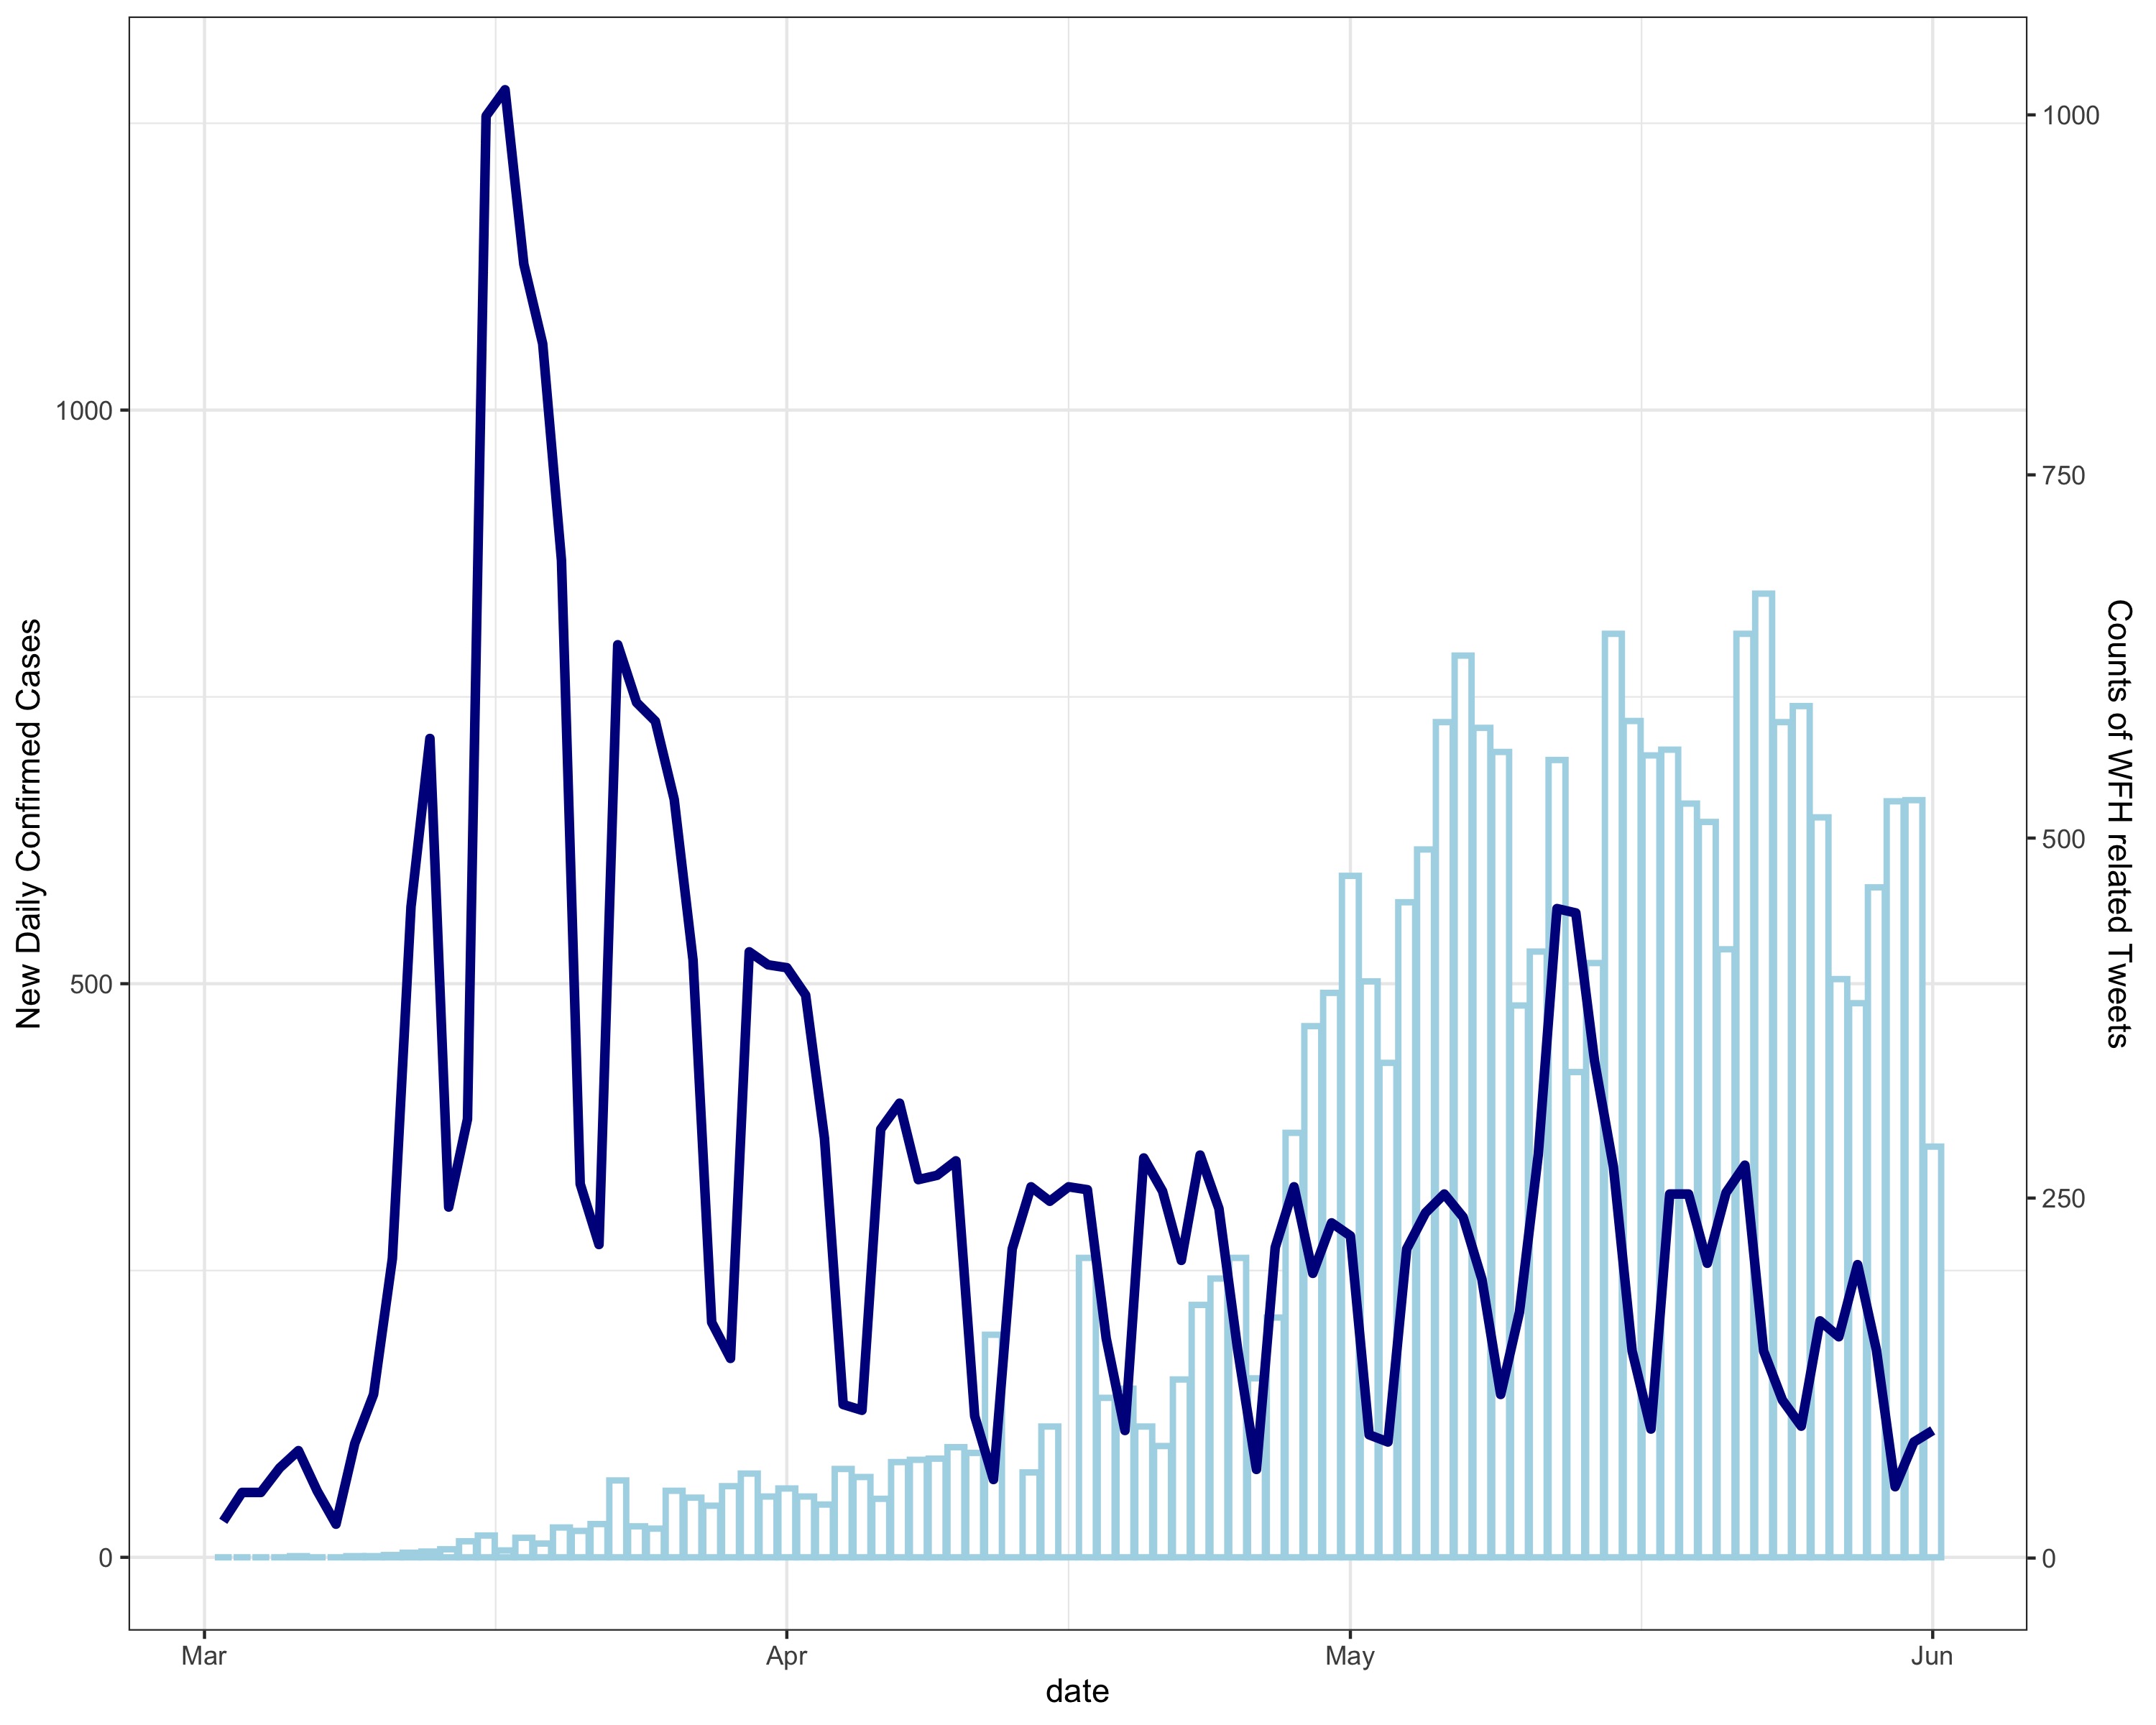 New Daily Confirmed Cases
1000
500
0
Mar
Apr
May
Jun
date
1000
750
500
250
0
Counts of WFH related Tweets